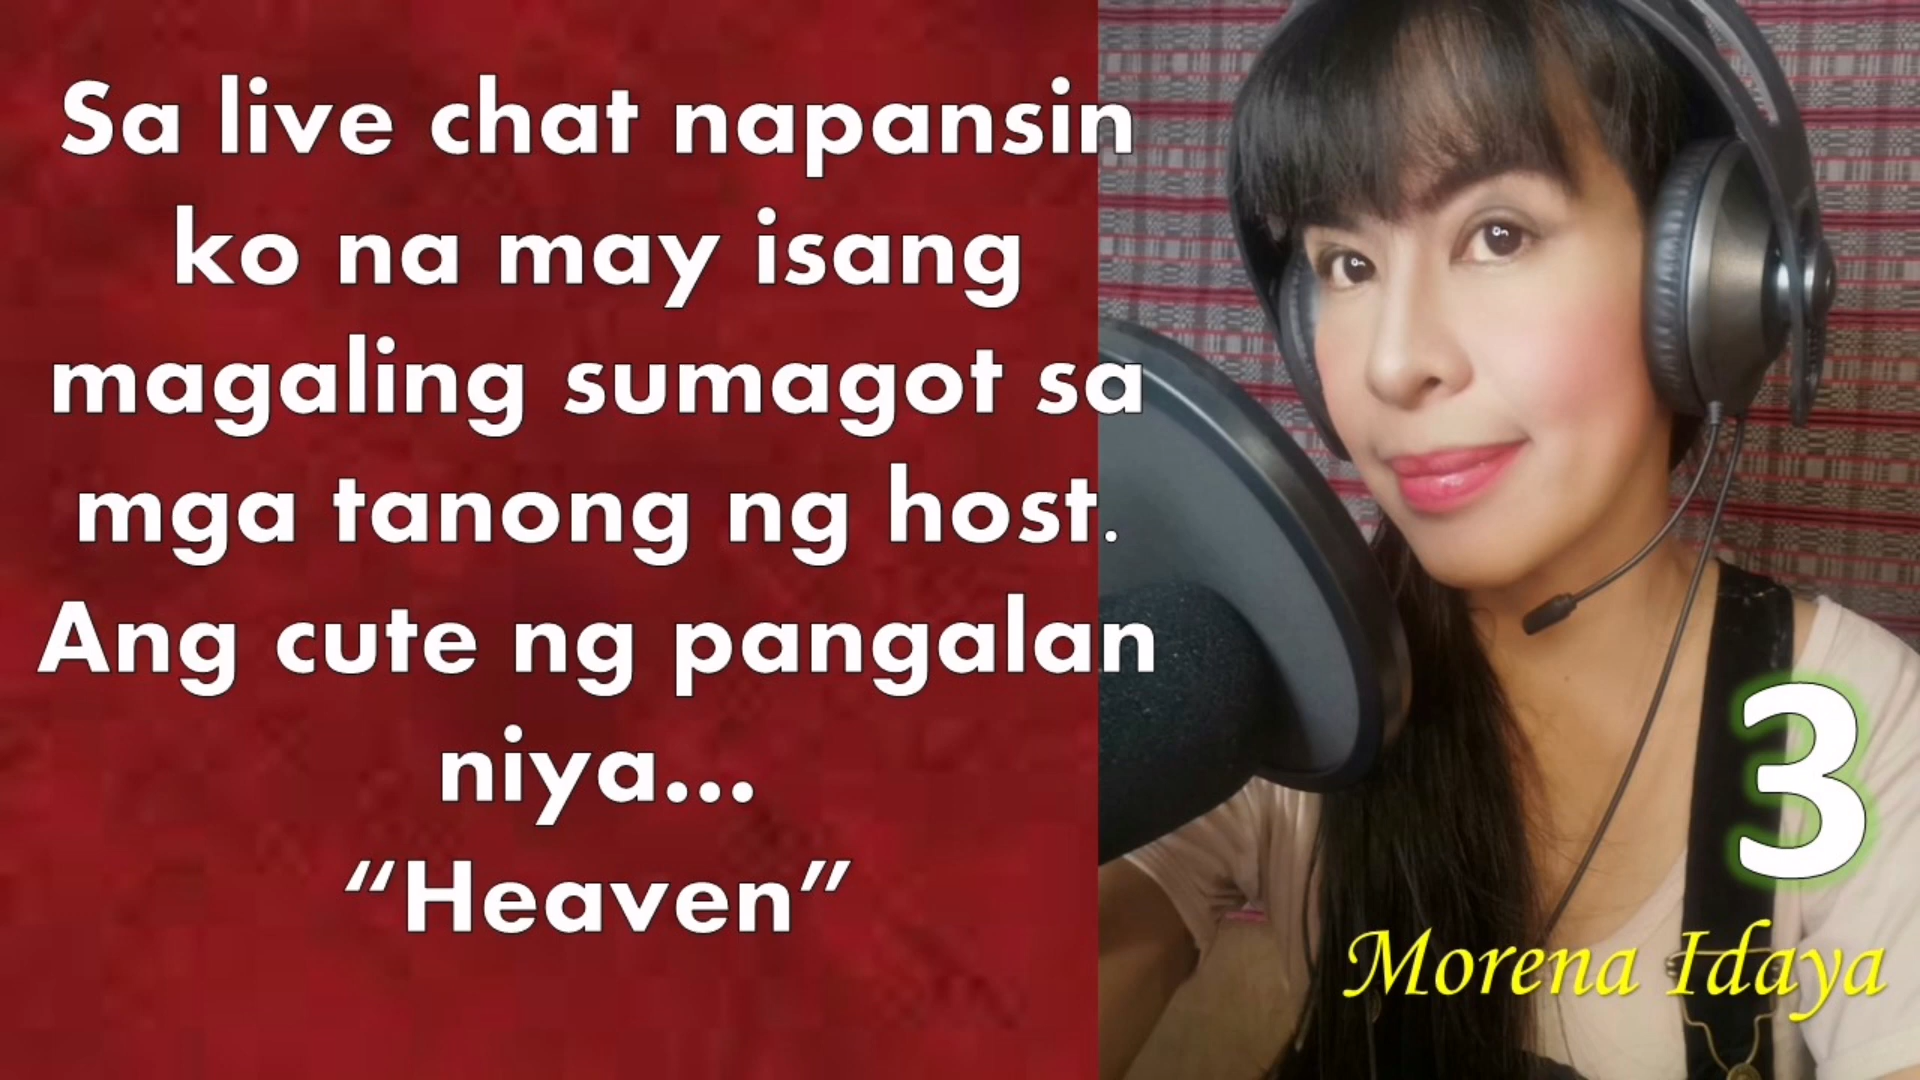 Sa live chat napansin
ko na may isang
magaling sumagot sa
mga tanong ng host.
Ang cute ng pangalan
niya...
“Heaven”
3
Morena Idaya